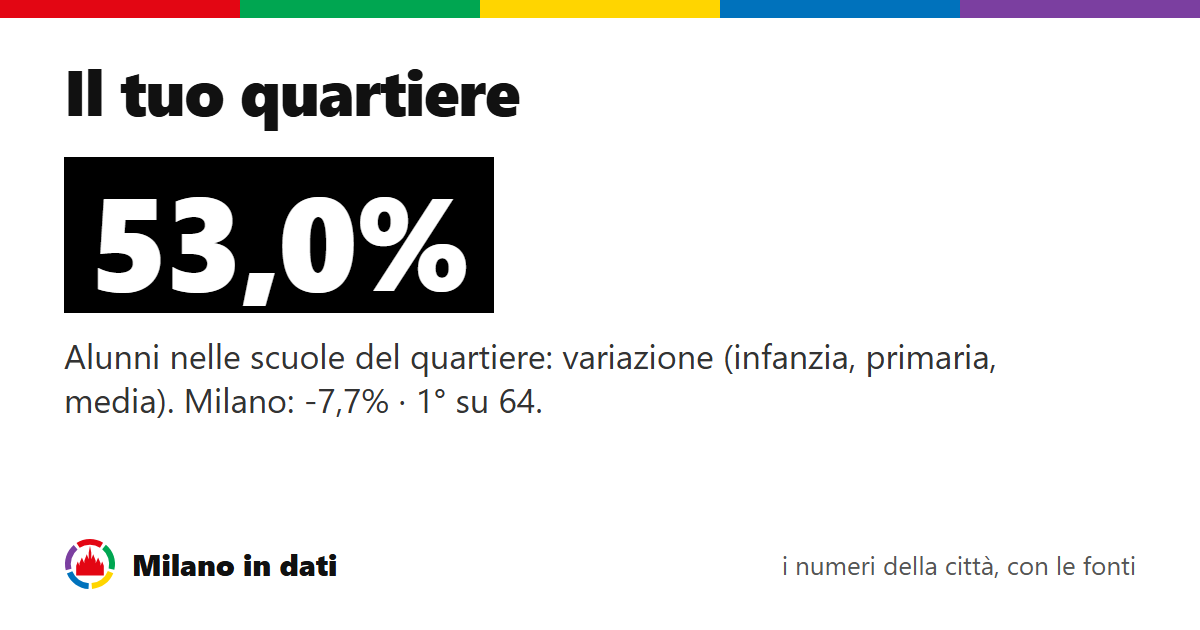 Il tuo quartiere
53,0%
Alunni nelle scuole del quartiere: variazione (infanzia, primaria,
media). Milano: -7,7% · 1° su 64.
Milano in dati
i numeri della città, con le fonti